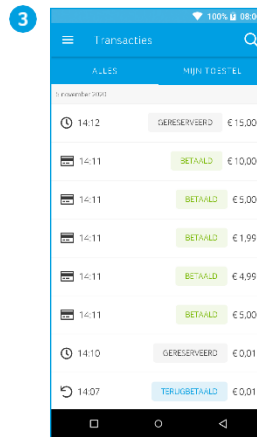 3
100% 08:0
Transacties
ALLES MIJN TOESTEL
5 november 2020
14:12 GERESERVEERD € 15,00
14:11 BETAALD € 10,00
14:11 BETAALD € 5,00
14:11 BETAALD € 1,99
14:11 BETAALD € 4,99
14:11 BETAALD € 5,00
14:10 GERESERVEERD € 0,01
14:07 TERUGBETAALD € 0,01